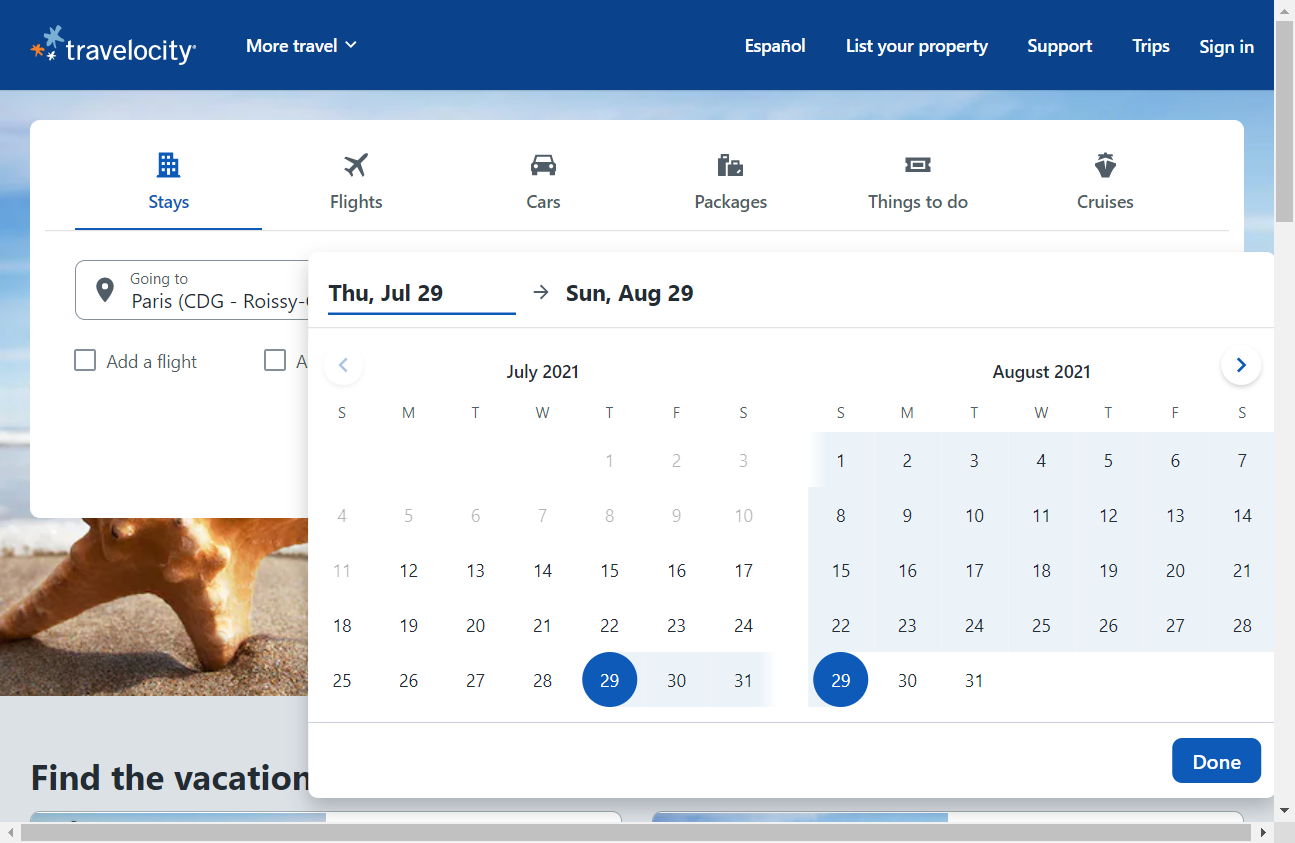 travelocity
More travel
Español
List your property
Support
Trips
Sign in
Stays
Flights
Cars
Packages
Things to do
Cruises
Going to
Paris (CDG - Roissy-
Add a flight
A
Thu, Jul 29
Sun, Aug 29
July 2021
S M T W T F S
1 2 3
4 5 6 7 8 9 10
11 12 13 14 15 16 17
18 19 20 21 22 23 24
25 26 27 28 29 30 31
August 2021
S M T W T F S
1 2 3 4 5 6 7
8 9 10 11 12 13 14
15 16 17 18 19 20 21
22 23 24 25 26 27 28
29 30 31
Done
Find the vacation